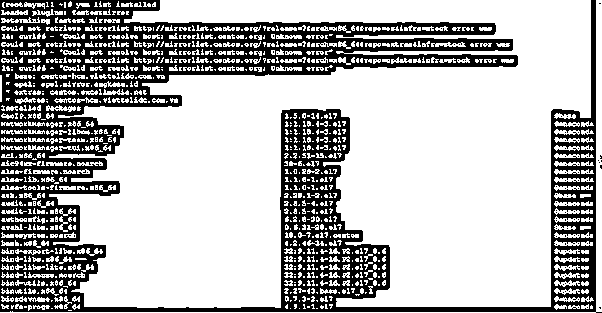 [root@mysql1 ~]# yum list installed
Loaded plugins: fastestmirror
Determining fastest mirrors
Could not retrieve mirrorlist http://mirrorlist.centos.org/?release=7&arch=x86_64&repo=os&infra=stock error was
14: curl#6 - "Could not resolve host: mirrorlist.centos.org; Unknown error"
Could not retrieve mirrorlist http://mirrorlist.centos.org/?release=7&arch=x86_64&repo=extras&infra=stock error was
14: curl#6 - "Could not resolve host: mirrorlist.centos.org; Unknown error"
Could not retrieve mirrorlist http://mirrorlist.centos.org/?release=7&arch=x86_64&repo=updates&infra=stock error was
14: curl#6 - "Could not resolve host: mirrorlist.centos.org; Unknown error"
* base: centos-hcm.viettelidc.com.vn
* epel: epel.mirror.angkasa.id
* extras: centos.excellmedia.net
* updates: centos-hcm.viettelidc.com.vn
Installed Packages
GeoIP.x86_64 1.5.0-14.el7 @base
NetworkManager.x86_64 1:1.18.4-3.el7 @anaconda
NetworkManager-libnm.x86_64 1:1.18.4-3.el7 @anaconda
NetworkManager-team.x86_64 1:1.18.4-3.el7 @anaconda
NetworkManager-tui.x86_64 1:1.18.4-3.el7 @anaconda
acl.x86_64 2.2.51-15.el7 @anaconda
aic94xx-firmware.noarch 30-6.el7 @anaconda
alsa-firmware.noarch 1.0.28-2.el7 @anaconda
alsa-lib.x86_64 1.1.8-1.el7 @anaconda
alsa-tools-firmware.x86_64 1.1.0-1.el7 @anaconda
.x86_64 2.28.1-2.el7 @base
audit.x86_64 2.8.5-4.el7 @anaconda
audit-libs.x86_64 2.8.5-4.el7 @anaconda
authconfig.x86_64 6.2.8-30.el7 @anaconda
avahi-libs.x86_64 0.6.31-20.el7 @base
basesystem.noarch 10.0-7.el7.centos @anaconda
bash.x86_64 4.2.46-34.el7 @anaconda
bind-export-libs.x86_64 32:9.11.4-16.P2.el7_8.6 @updates
bind-libs.x86_64 32:9.11.4-16.P2.el7_8.6 @updates
bind-libs-lite.x86_64 32:9.11.4-16.P2.el7_8.6 @updates
bind-license.noarch 32:9.11.4-16.P2.el7_8.6 @updates
bind-utils.x86_64 32:9.11.4-16.P2.el7_8.6 @updates
binutils.x86_64 2.27-43.base.el7_8.1 @updates
biosdevname.x86_64 0.7.3-2.el7 @anaconda
btrfs-progs.x86_64 4.9.1-1.el7 @anaconda